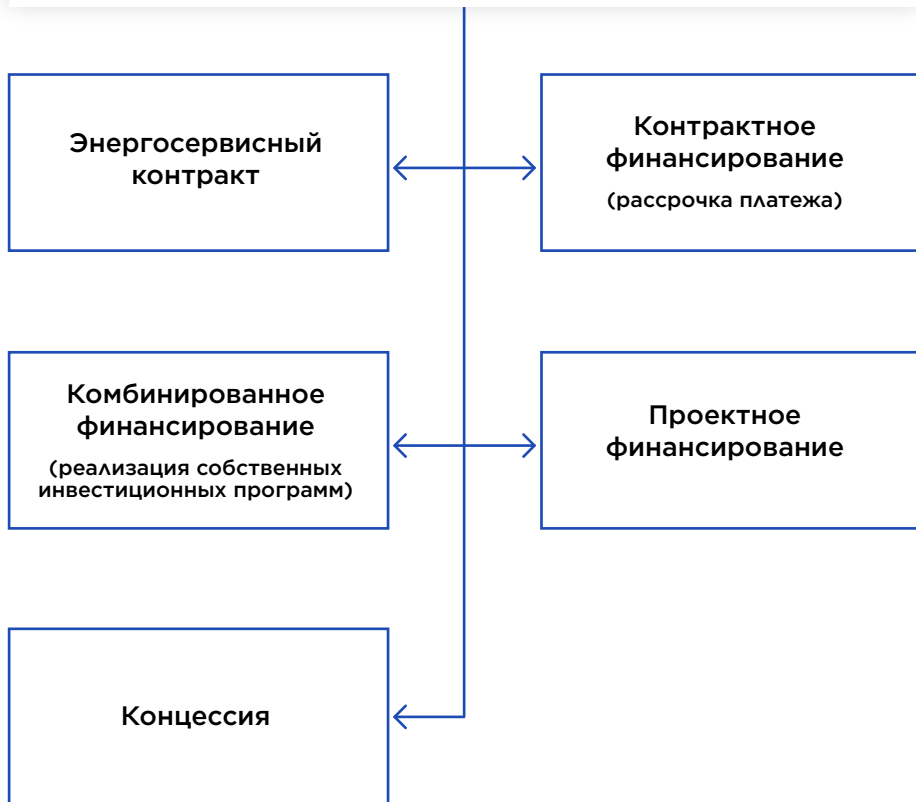 Энергосервисный
контракт
Контрактное
финансирование
(рассрочка платежа)
Комбинированное
финансирование
(реализация собственных
инвестиционных программ)
Проектное
финансирование
Концессия